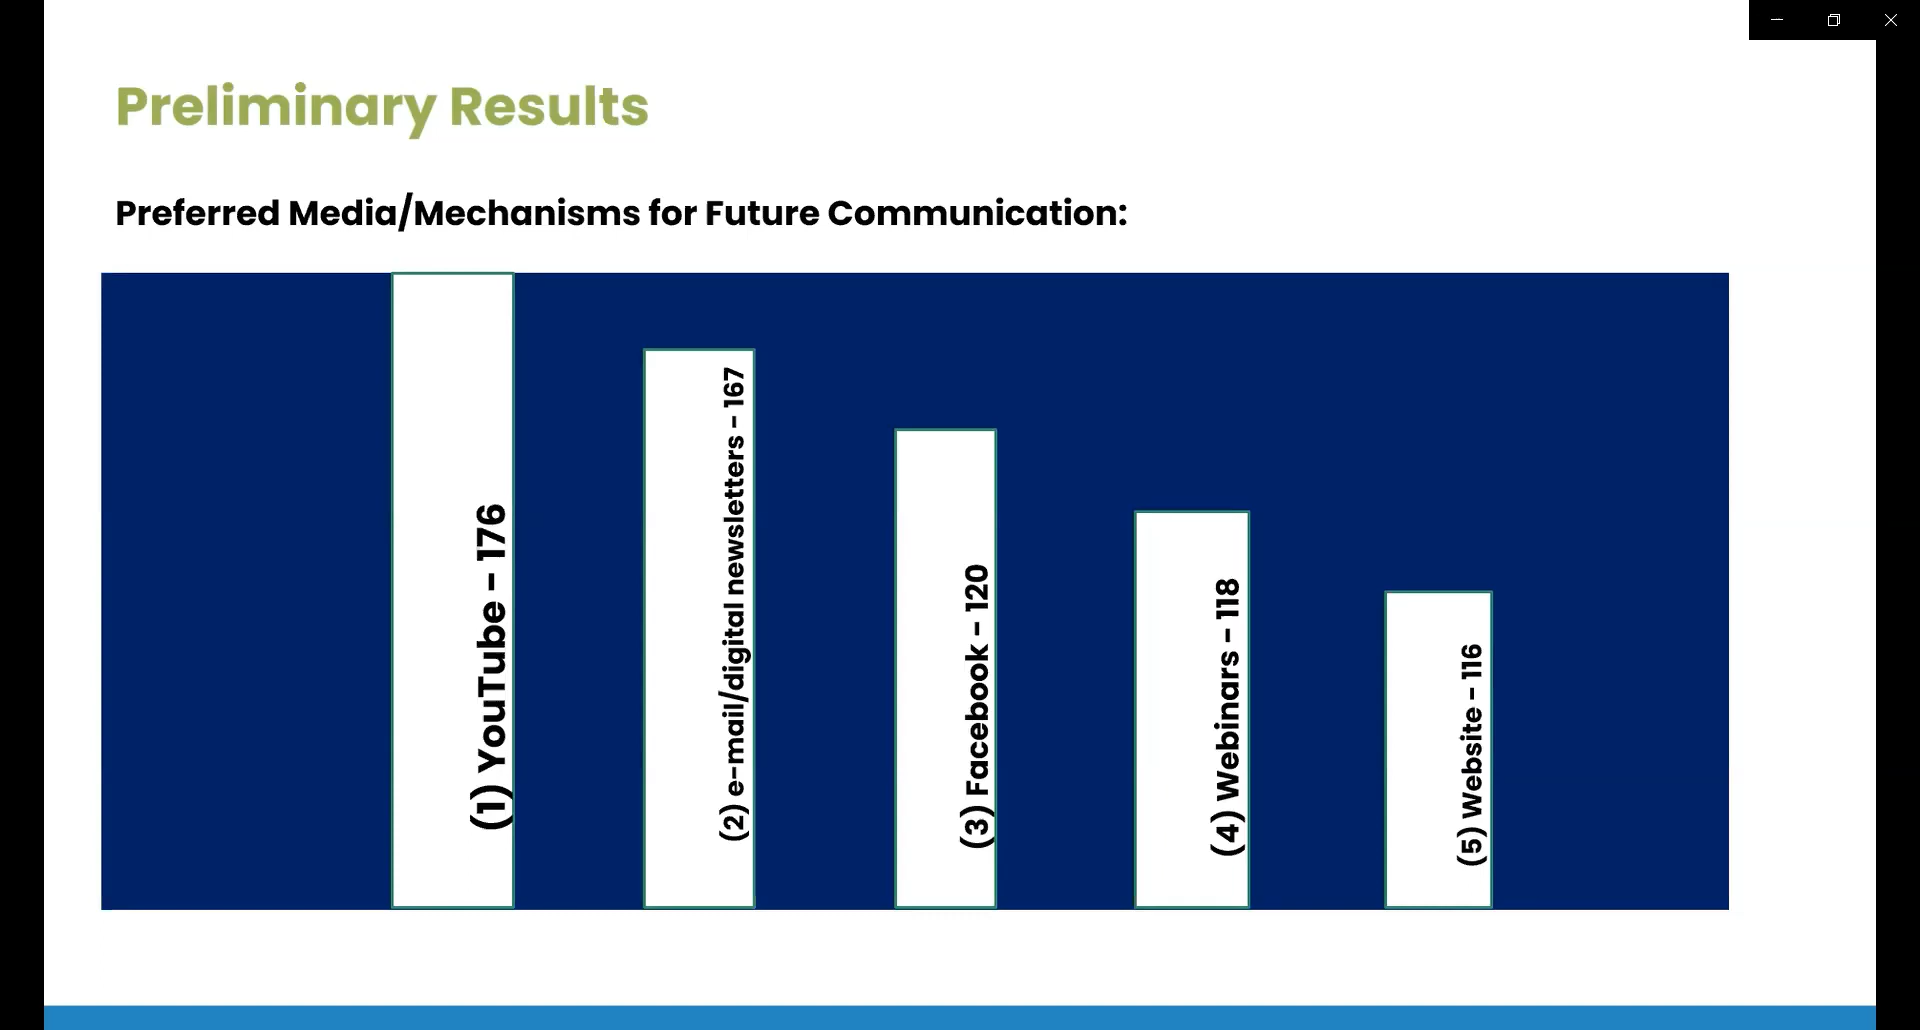 Preliminary Results
Preferred Media/Mechanisms for Future Communication:
(1) YouTube - 176
(2) e-mail/digital newsletters - 167
(3) Facebook - 120
(4) Webinars - 118
(5) Website - 116